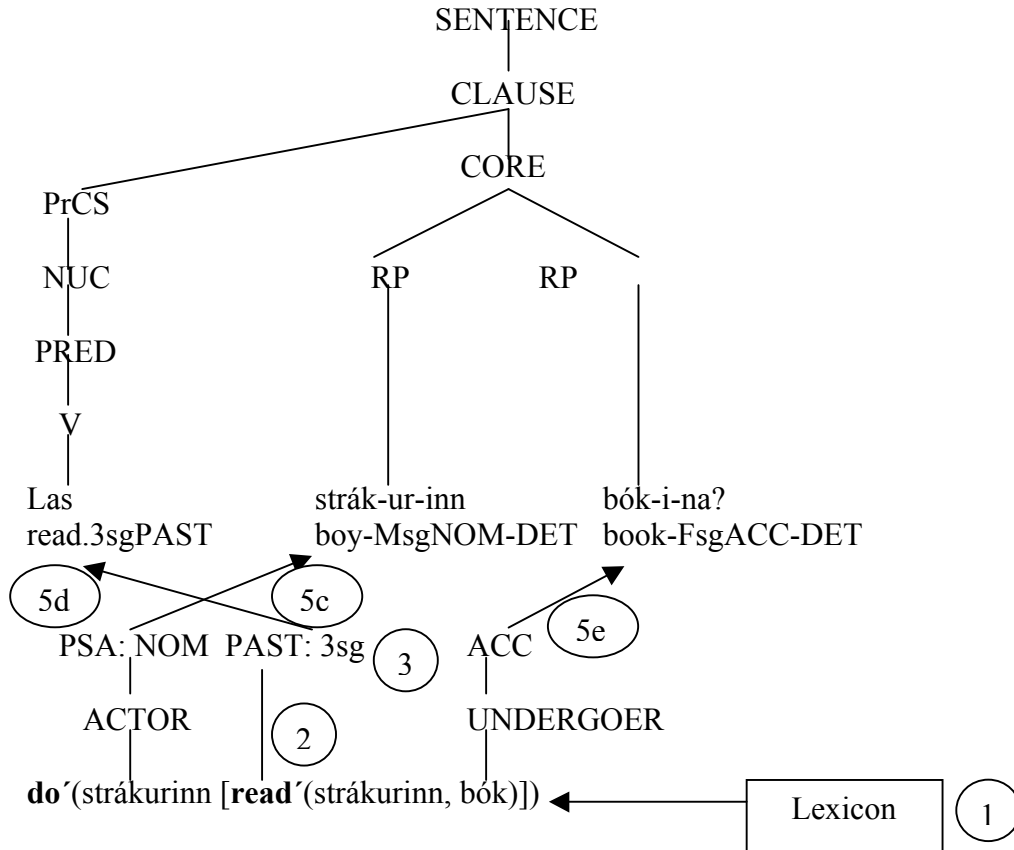 SENTENCE
CLAUSE
CORE
PrCS
NUC RP RP
PRED
V
Las strák-ur-inn bók-i-na?
read.3sgPAST boy-MsgNOM-DET book-FsgACC-DET
5d 5c 5e
PSA: NOM PAST: 3sg 3 ACC
ACTOR 2 UNDERGOER
do´(strákurinn [read´(strákurinn, bók)])
Lexicon 1